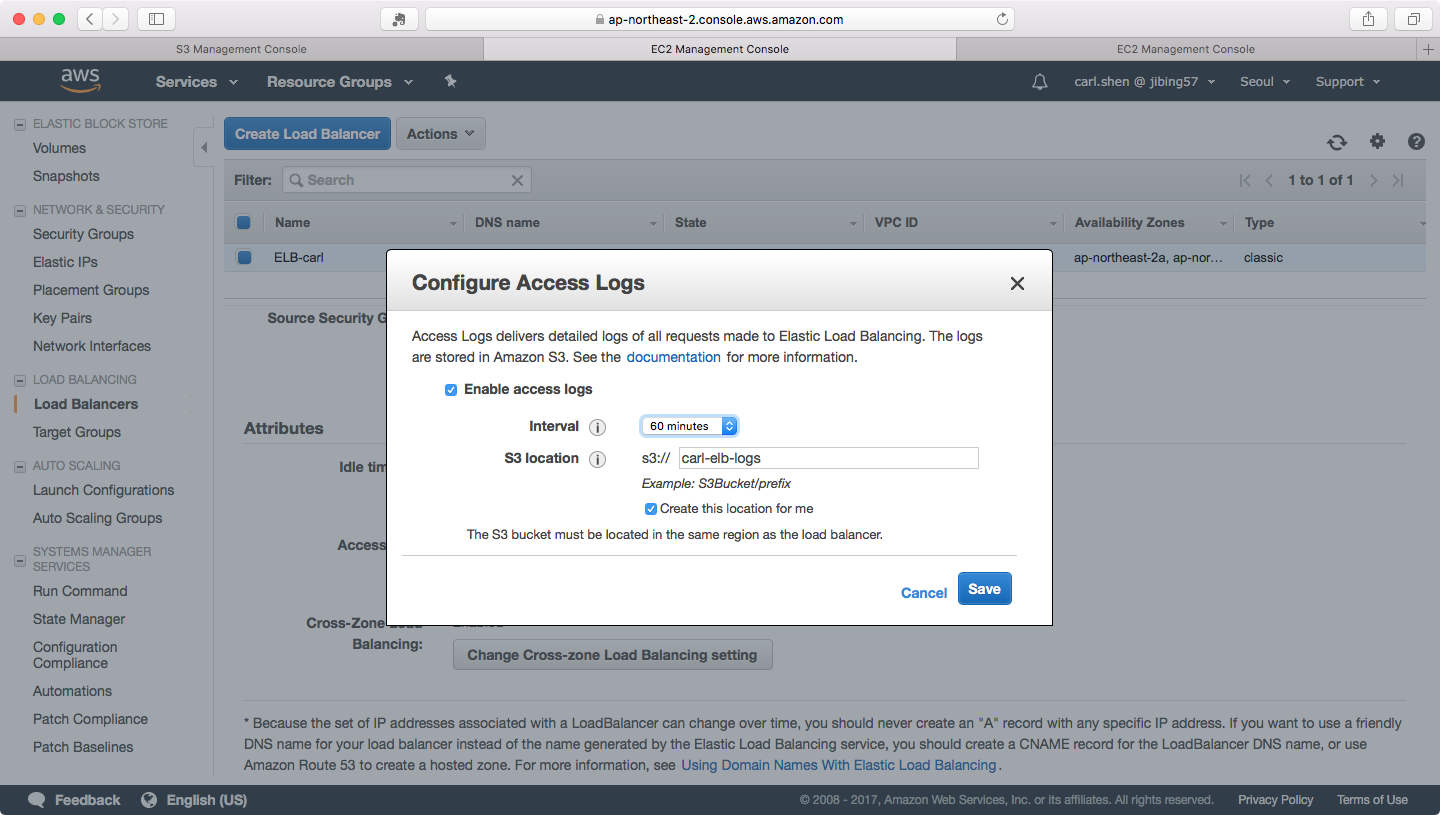 ap-northeast-2.console.aws.amazon.com
S3 Management Console
EC2 Management Console
EC2 Management Console
aws
Services
Resource Groups
carl.shen @ jibing57
Seoul
Support
ELASTIC BLOCK STORE
Volumes
Snapshots
NETWORK & SECURITY
Security Groups
Elastic IPs
Placement Groups
Key Pairs
Network Interfaces
LOAD BALANCING
Load Balancers
Target Groups
AUTO SCALING
Launch Configurations
Auto Scaling Groups
SYSTEMS MANAGER
SERVICES
Run Command
State Manager
Configuration
Compliance
Automations
Patch Compliance
Patch Baselines
Create Load Balancer
Actions
Filter:
Search
1 to 1 of 1
Name
DNS name
State
VPC ID
Availability Zones
Type
ELB-carl
ap-northeast-2a, ap-nor...
classic
Source Security G
Attributes
Idle tim
Access
Cross-Zone Load
Balancing:
Change Cross-zone Load Balancing setting
Configure Access Logs
Access Logs delivers detailed logs of all requests made to Elastic Load Balancing. The logs
are stored in Amazon S3. See the documentation for more information.
Enable access logs
Interval
60 minutes
S3 location
s3://
carl-elb-logs
Example: S3Bucket/prefix
Create this location for me
The S3 bucket must be located in the same region as the load balancer.
Cancel
Save
* Because the set of IP addresses associated with a LoadBalancer can change over time, you should never create an "A" record with any specific IP address. If you want to use a friendly
DNS name for your load balancer instead of the name generated by the Elastic Load Balancing service, you should create a CNAME record for the LoadBalancer DNS name, or use
Amazon Route 53 to create a hosted zone. For more information, see Using Domain Names With Elastic Load Balancing.
Feedback
English (US)
© 2008 - 2017, Amazon Web Services, Inc. or its affiliates. All rights reserved.
Privacy Policy
Terms of Use